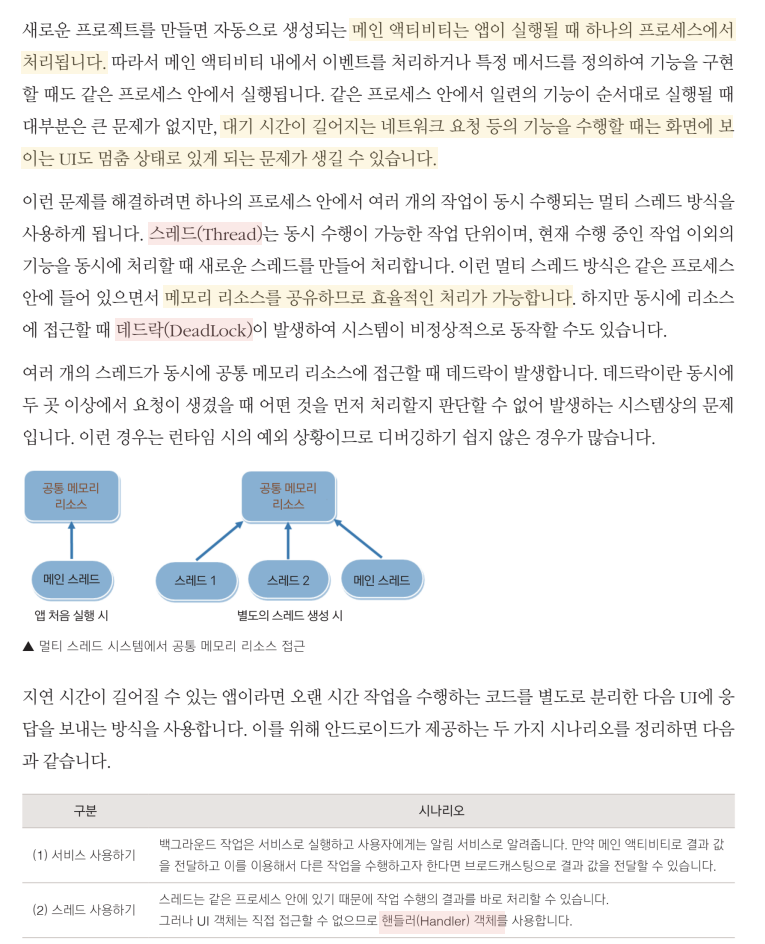 새로운 프로젝트를 만들면 자동으로 생성되는 메인 액티비티는 앱이 실행될 때 하나의 프로세스에서
처리됩니다. 따라서 메인 액티비티 내에서 이벤트를 처리하거나 특정 메서드를 정의하여 기능을 구현
할 때도 같은 프로세스 안에서 실행됩니다. 같은 프로세스 안에서 일련의 기능이 순서대로 실행될 때
대부분은 큰 문제가 없지만, 대기 시간이 길어지는 네트워크 요청 등의 기능을 수행할 때는 화면에 보
이는 UI도 멈춤 상태로 있게 되는 문제가 생길 수 있습니다.
이런 문제를 해결하려면 하나의 프로세스 안에서 여러 개의 작업이 동시 수행되는 멀티 스레드 방식을
사용하게 됩니다. 스레드(Thread)는 동시 수행이 가능한 작업 단위이며, 현재 수행 중인 작업 이외의
기능을 동시에 처리할 때 새로운 스레드를 만들어 처리합니다. 이런 멀티 스레드 방식은 같은 프로세스
안에 들어 있으면서 메모리 리소스를 공유하므로 효율적인 처리가 가능합니다. 하지만 동시에 리소스
에 접근할 때 데드락(DeadLock)이 발생하여 시스템이 비정상적으로 동작할 수도 있습니다.
여러 개의 스레드가 동시에 공통 메모리 리소스에 접근할 때 데드락이 발생합니다. 데드락이란 동시에
두 곳 이상에서 요청이 생겼을 때 어떤 것을 먼저 처리할지 판단할 수 없어 발생하는 시스템상의 문제
입니다. 이런 경우는 런타임 시의 예외 상황이므로 디버깅하기 쉽지 않은 경우가 많습니다.
공통 메모리
리소스
메인 스레드
앱 처음 실행 시
공통 메모리
리소스
스레드 1
스레드 2
메인 스레드
별도의 스레드 생성 시
▲ 멀티 스레드 시스템에서 공통 메모리 리소스 접근
지연 시간이 길어질 수 있는 앱이라면 오랜 시간 작업을 수행하는 코드를 별도로 분리한 다음 UI에 응
답을 보내는 방식을 사용합니다. 이를 위해 안드로이드가 제공하는 두 가지 시나리오를 정리하면 다음
과 같습니다.
구분 시나리오
(1) 서비스 사용하기
백그라운드 작업은 서비스로 실행하고 사용자에게는 알림 서비스로 알려줍니다. 만약 메인 액티비티로 결과 값
을 전달하고 이를 이용해서 다른 작업을 수행하고자 한다면 브로드캐스팅으로 결과 값을 전달할 수 있습니다.
(2) 스레드 사용하기
스레드는 같은 프로세스 안에 있기 때문에 작업 수행의 결과를 바로 처리할 수 있습니다.
그러나 UI 객체는 직접 접근할 수 없으므로 핸들러(Handler) 객체를 사용합니다.